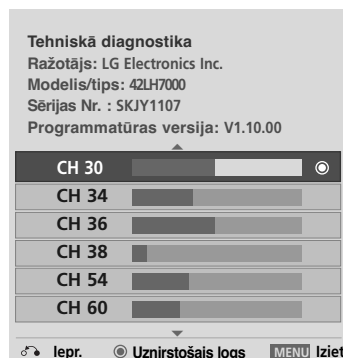 Tehniskā diagnostika
Ražotājs: LG Electronics Inc.
Modelis/tips: 42LH7000
Sērijas Nr. : SKJY1107
Programmatūras versija: V1.10.00
CH 30
CH 34
CH 36
CH 38
CH 54
CH 60
Iepr. Uznirstošais logs MENU Iziet